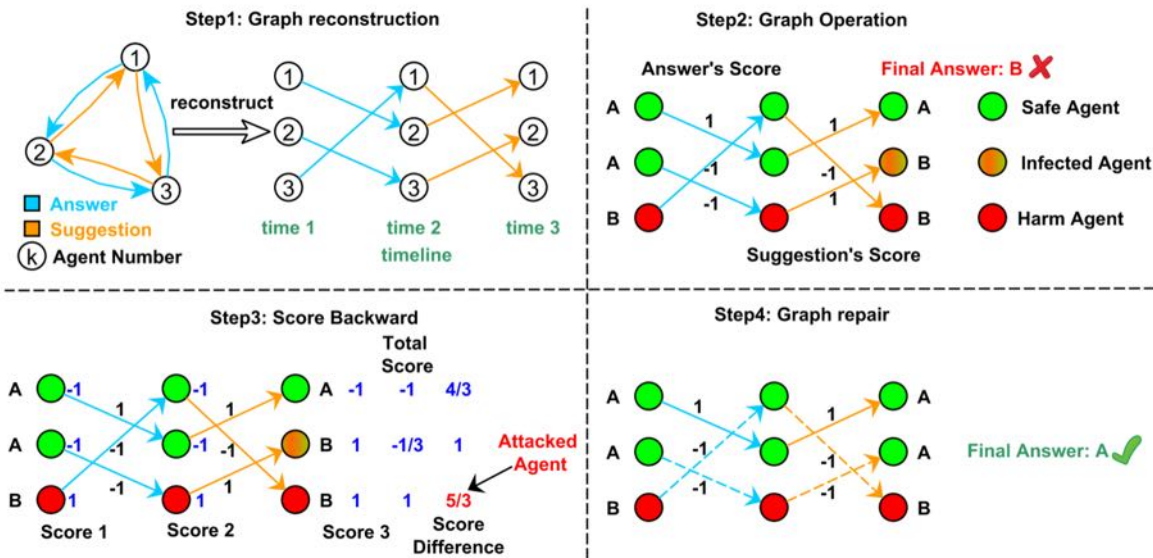 Step1: Graph reconstruction
1
2
3
reconstruct
1 1 1
2 2 2
3 3 3
Answer
Suggestion
k Agent Number
time 1 time 2 time 3
timeline
Step2: Graph Operation
Answer's Score
Final Answer: B
A 1 1 A Safe Agent
A -1 -1 B Infected Agent
B -1 1 B Harm Agent
Suggestion's Score
Step3: Score Backward
Total
Score
A -1 -1 A -1 -1 4/3
1 1
A -1 -1 B 1 -1/3 1
-1 -1
Attacked
Agent
B 1 -1 1 1 B 1 1 5/3
Score 1 Score 2 Score 3 Score
Difference
Step4: Graph repair
A 1 1 A
A -1 -1 A
B -1 -1 B
Final Answer: A